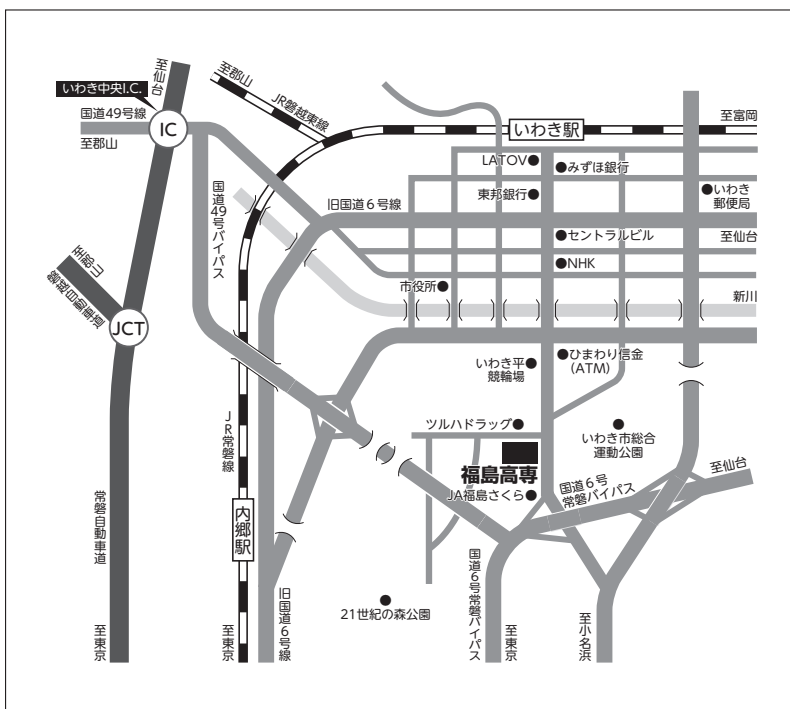 至仙台
至郡山
いわき中央I.C.
JR磐越東線
国道49号線
IC
至郡山
いわき駅
至富岡
LATOV
みずほ銀行
東邦銀行
いわき
郵便局
国道49号バイパス
旧国道6号線
セントラルビル
至仙台
NHK
至郡山
磐越自動車道
市役所
新川
JCT
いわき平
競輪場
ひまわり信金
(ATM)
ツルハドラッグ
いわき市総合
運動公園
JR常磐線
福島高専
至仙台
国道6号
常磐バイパス
JA福島さくら
常磐自動車道
内郷駅
国道6号常磐バイパス
21世紀の森公園
旧国道6号線
至東京
至東京
至東京
至小名浜